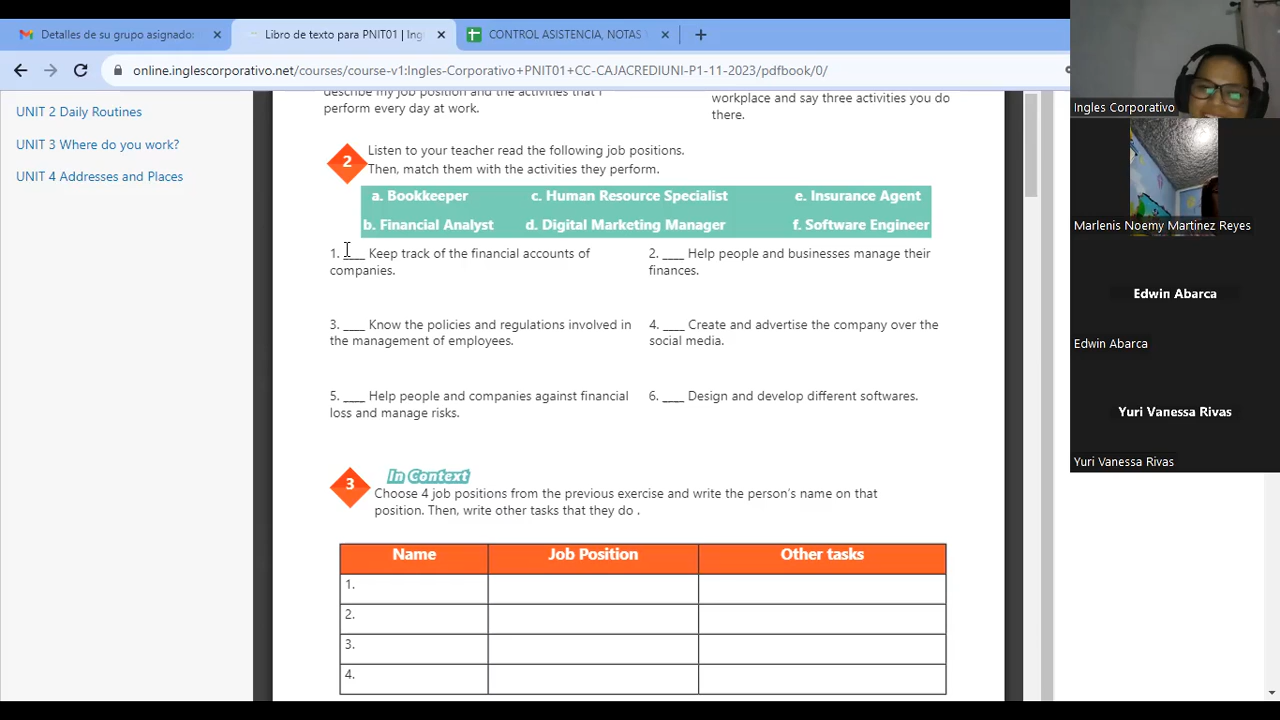 Detalles de su grupo asignado:
Libro de texto para PNIT01 | Ing
CONTROL ASISTENCIA, NOTAS
online.inglescorporativo.net/courses/course-v1:Ingles-Corporativo+PNIT01+CC-CAJACREDIUNI-P1-11-2023/pdfbook/0/
UNIT 2 Daily Routines
UNIT 3 Where do you work?
UNIT 4 Addresses and Places
describe my job position and the activities that I
perform every day at work.
workplace and say three activities you do
there.
2
Listen to your teacher read the following job positions.
Then, match them with the activities they perform.
a. Bookkeeper c. Human Resource Specialist e. Insurance Agent
b. Financial Analyst d. Digital Marketing Manager f. Software Engineer
1. ____ Keep track of the financial accounts of
companies.
2. ____ Help people and businesses manage their
finances.
3. ____ Know the policies and regulations involved in
the management of employees.
4. ____ Create and advertise the company over the
social media.
5. ____ Help people and companies against financial
loss and manage risks.
6. ____ Design and develop different softwares.
3
In Context
Choose 4 job positions from the previous exercise and write the person's name on that
position. Then, write other tasks that they do .
Name Job Position Other tasks
1.
2.
3.
4.
Ingles Corporativo
Marlenis Noemy Martinez Reyes
Edwin Abarca
Edwin Abarca
Yuri Vanessa Rivas
Yuri Vanessa Rivas